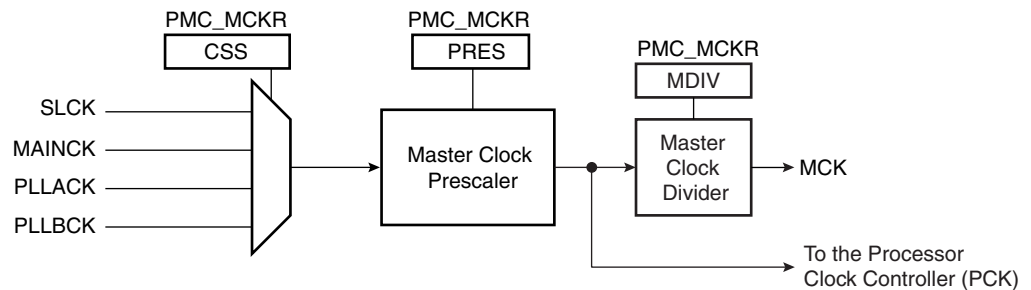 PMC_MCKR
CSS
PMC_MCKR
PRES
PMC_MCKR
MDIV
SLCK
MAINCK
PLLACK
PLLBCK
Master Clock
Prescaler
Master
Clock
Divider
MCK
To the Processor
Clock Controller (PCK)